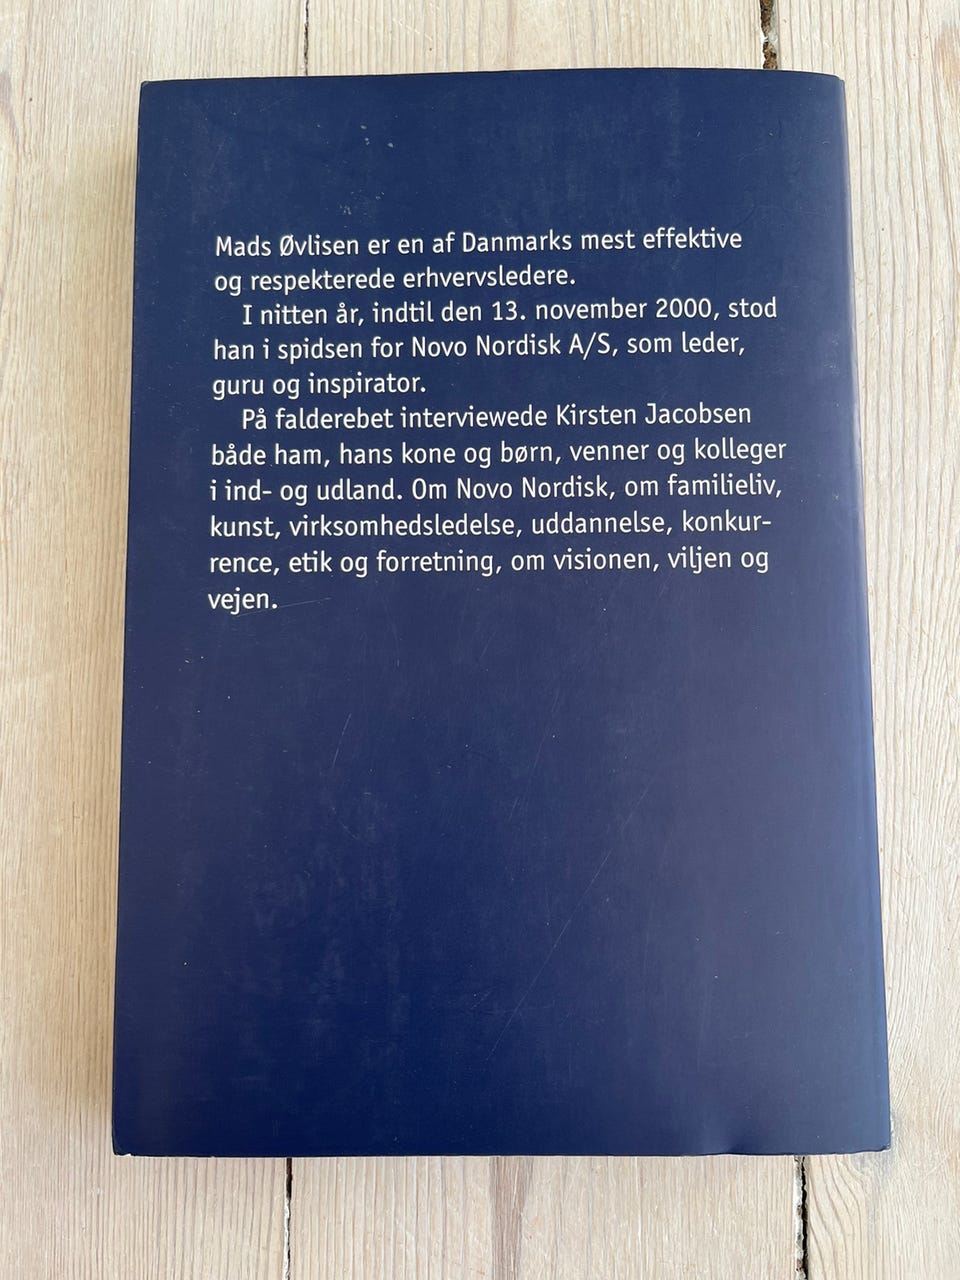 Mads Øvlisen er en af Danmarks mest effektive
og respekterede erhvervsledere.
I nitten år, indtil den 13. november 2000, stod
han i spidsen for Novo Nordisk A/S, som leder,
guru og inspirator.
På falderebet interviewede Kirsten Jacobsen
både ham, hans kone og børn, venner og kolleger
i ind- og udland. Om Novo Nordisk, om familieliv,
kunst, virksomhedsledelse, uddannelse, konkur-
rence, etik og forretning, om visionen, viljen og
vejen.